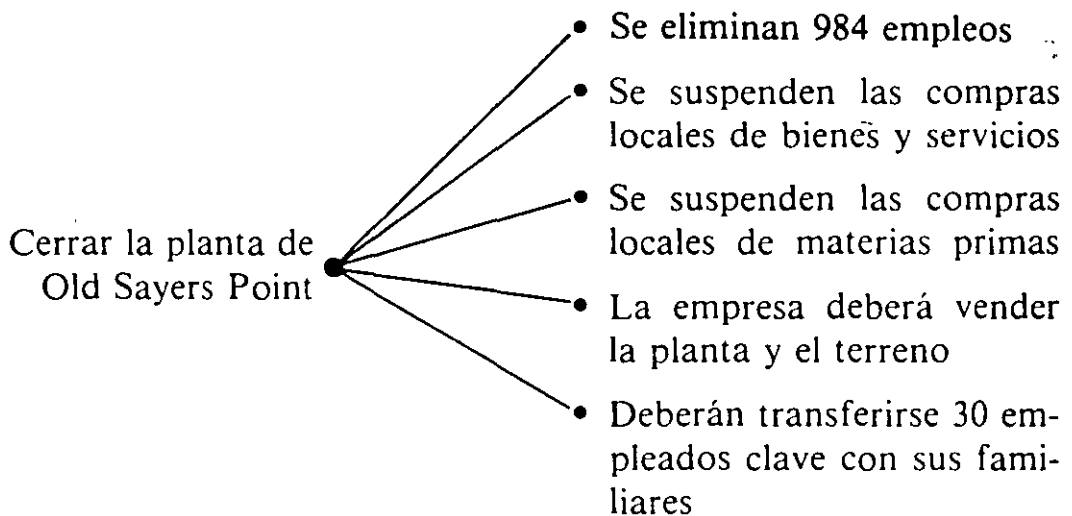 • Se eliminan 984 empleos
• Se suspenden las compras
locales de bienes y servicios
• Se suspenden las compras
locales de materias primas
Cerrar la planta de
Old Sayers Point
• La empresa deberá vender
la planta y el terreno
• Deberán transferirse 30 em-
pleados clave con sus fami-
liares